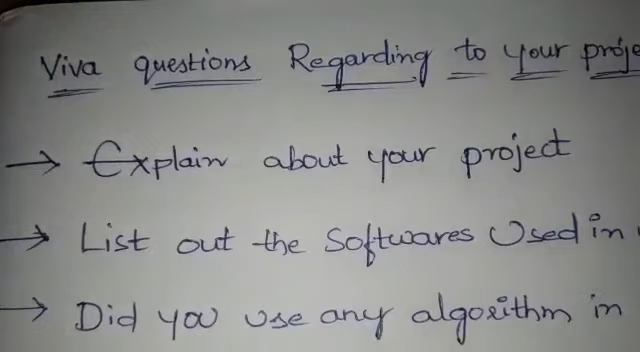 Viva questions Regarding to your proje
→ Explain about your project
→ List out the Softwares Used in
→ Did you use any algorithm in